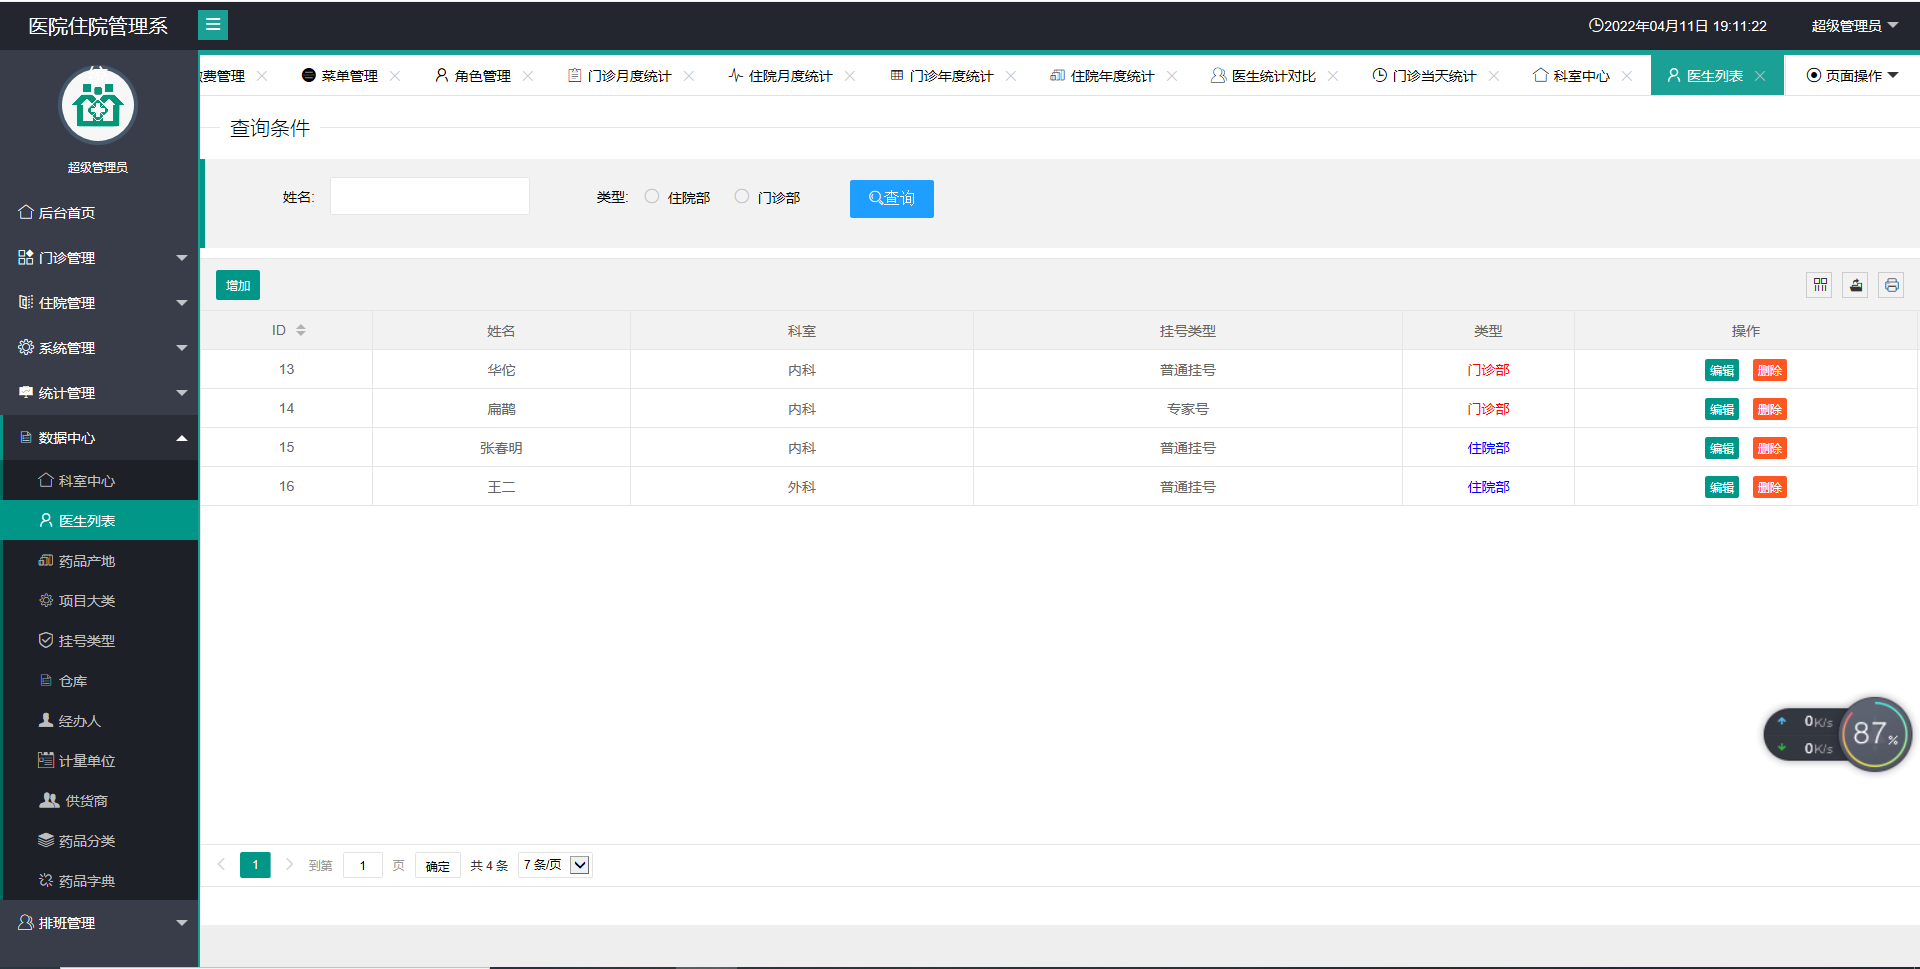 医院住院管理系
2022年04月11日 19:11:22
超级管理员
费管理
菜单管理
角色管理
门诊月度统计
住院月度统计
门诊年度统计
住院年度统计
医生统计对比
门诊当天统计
科室中心
医生列表
页面操作
超级管理员
后台首页
门诊管理
住院管理
系统管理
统计管理
数据中心
科室中心
医生列表
药品产地
项目大类
挂号类型
仓库
经办人
计量单位
供货商
药品分类
药品字典
排班管理
查询条件
姓名:
类型: 住院部 门诊部
查询
增加
ID 姓名 科室 挂号类型 类型 操作
13 华佗 内科 普通挂号 门诊部 编辑 删除
14 扁鹊 内科 专家号 门诊部 编辑 删除
15 张春明 内科 普通挂号 住院部 编辑 删除
16 王二 外科 普通挂号 住院部 编辑 删除
1 到第 1 页 确定 共 4 条 7 条/页
0K/s
0K/s
87%